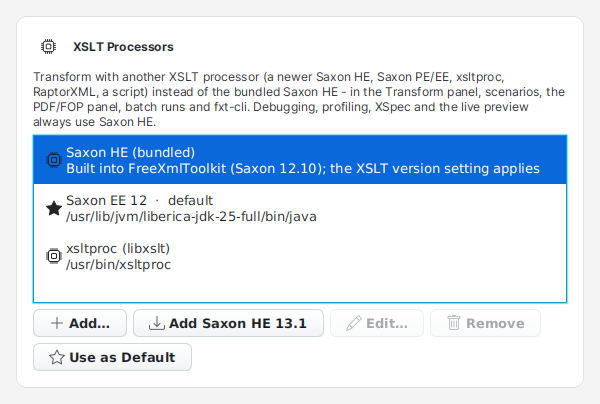 XSLT Processors
Transform with another XSLT processor (a newer Saxon HE, Saxon PE/EE, xsltproc,
RaptorXML, a script) instead of the bundled Saxon HE - in the Transform panel, scenarios, the
PDF/FOP panel, batch runs and fxt-cli. Debugging, profiling, XSpec and the live preview
always use Saxon HE.
Saxon HE (bundled)
Built into FreeXmlToolkit (Saxon 12.10); the XSLT version setting applies
Saxon EE 12 · default
/usr/lib/jvm/liberica-jdk-25-full/bin/java
xsltproc (libxslt)
/usr/bin/xsltproc
Add...
Add Saxon HE 13.1
Edit...
Remove
Use as Default